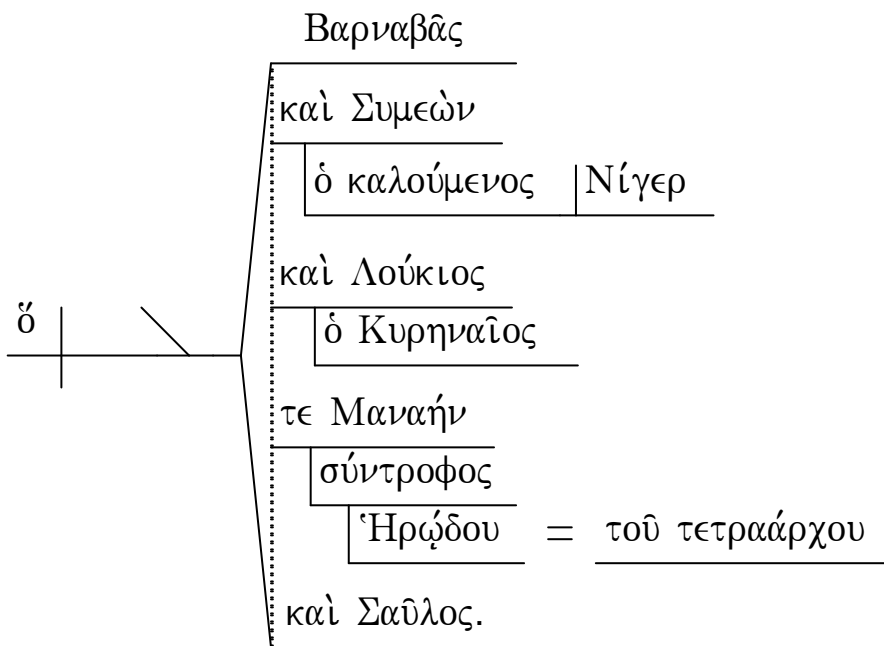 Βαρναβᾶς
καὶ Συμεὼν
ὁ καλούμενος Νίγερ
καὶ Λούκιος
ὅ
ὁ Κυρηναῖος
τε Μαναήν
σύντροφος
Ἡρῴδου = τοῦ τετραάρχου
καὶ Σαῦλος.